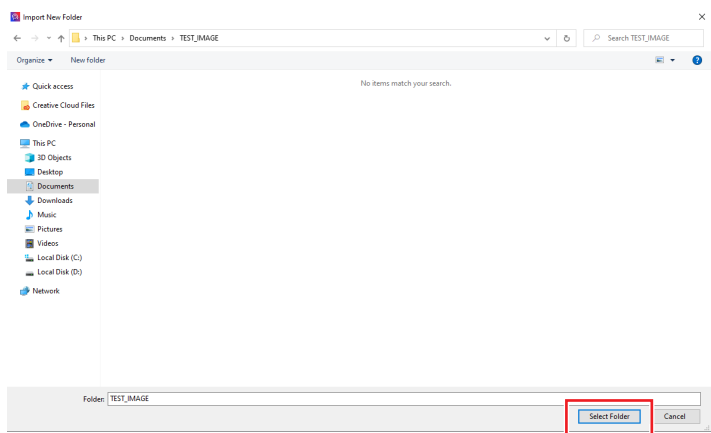 Import New Folder
This PC › Documents › TEST_IMAGE
Search TEST_IMAGE
Organize
New folder
Quick access
No items match your search.
Creative Cloud Files
OneDrive - Personal
This PC
3D Objects
Desktop
Documents
Downloads
Music
Pictures
Videos
Local Disk (C:)
Local Disk (D:)
Network
Folder: TEST_IMAGE
Select Folder
Cancel